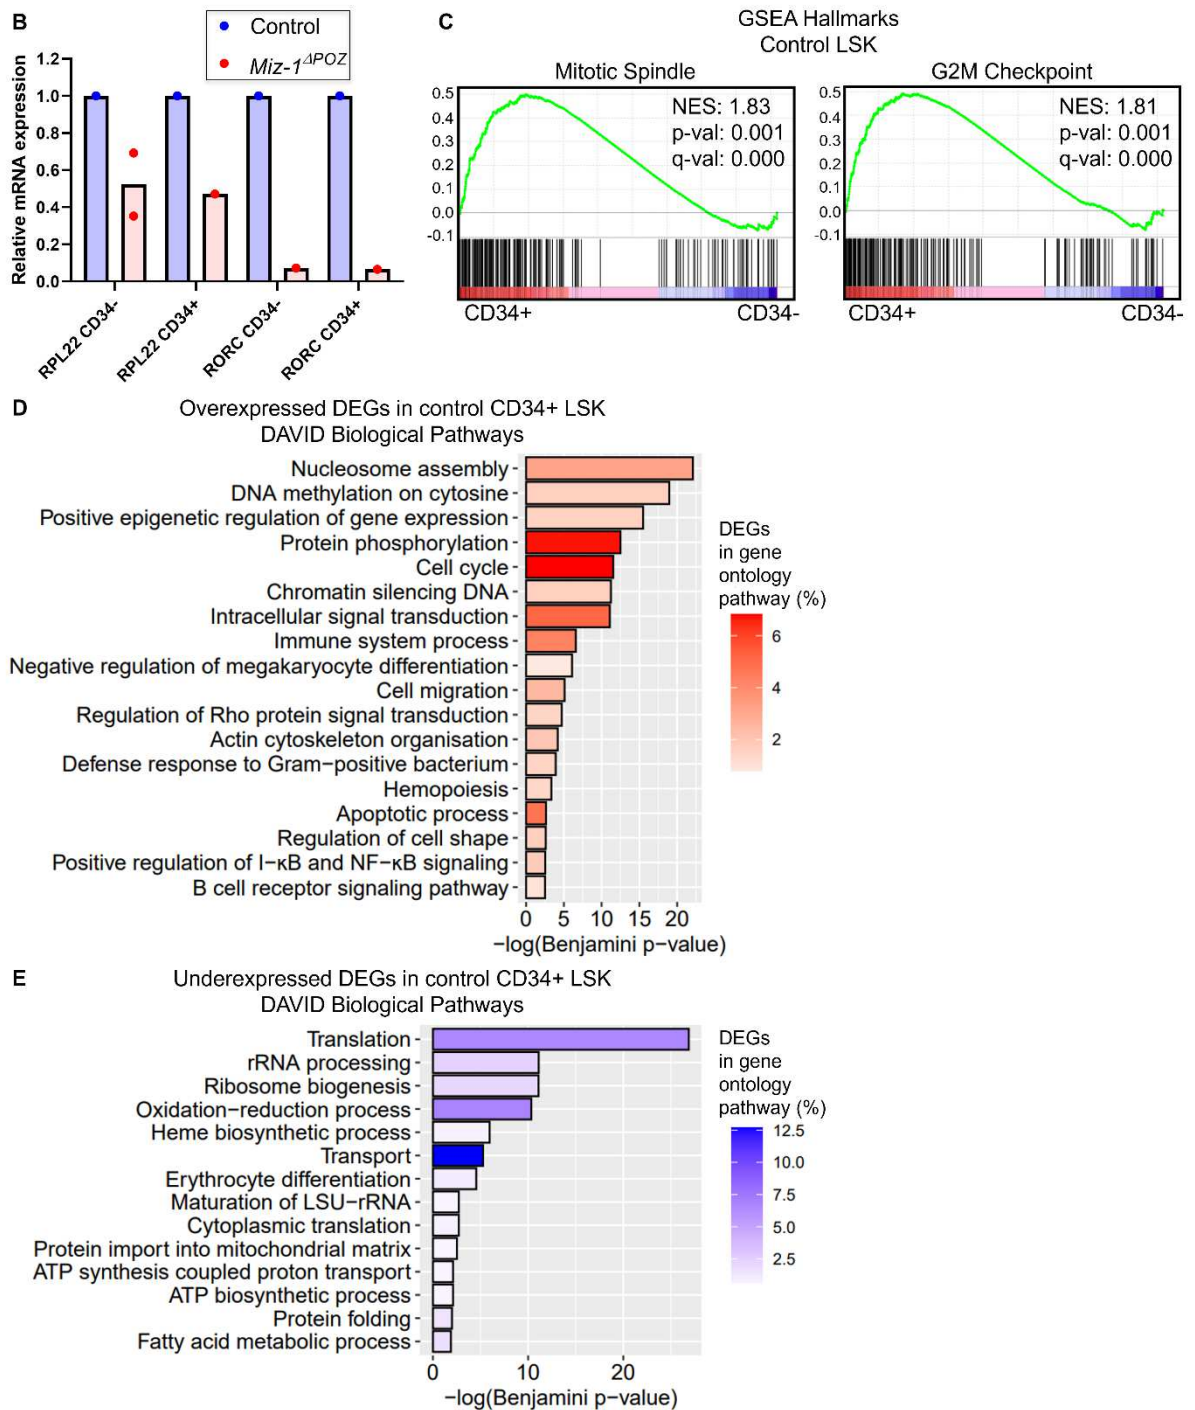 B
Control
Miz-1ΔPOZ
Relative mRNA expression
1.2
1.0
0.8
0.6
0.4
0.2
0.0
RPL22 CD34-
RPL22 CD34+
RORC CD34-
RORC CD34+
C
GSEA Hallmarks
Control LSK
Mitotic Spindle
0.5
0.4
0.3
0.2
0.1
0.0
-0.1
NES: 1.83
p-val: 0.001
q-val: 0.000
CD34+
CD34-
G2M Checkpoint
0.5
0.4
0.3
0.2
0.1
0.0
-0.1
NES: 1.81
p-val: 0.001
q-val: 0.000
CD34+
CD34-
D
Overexpressed DEGs in control CD34+ LSK
DAVID Biological Pathways
Nucleosome assembly
DNA methylation on cytosine
Positive epigenetic regulation of gene expression
Protein phosphorylation
Cell cycle
Chromatin silencing DNA
Intracellular signal transduction
Immune system process
Negative regulation of megakaryocyte differentiation
Cell migration
Regulation of Rho protein signal transduction
Actin cytoskeleton organisation
Defense response to Gram-positive bacterium
Hemopoiesis
Apoptotic process
Regulation of cell shape
Positive regulation of I−κB and NF−κB signaling
B cell receptor signaling pathway
0 5 10 15 20
−log(Benjamini p−value)
DEGs
in gene
ontology
pathway (%)
6
4
2
E
Underexpressed DEGs in control CD34+ LSK
DAVID Biological Pathways
Translation
rRNA processing
Ribosome biogenesis
Oxidation−reduction process
Heme biosynthetic process
Transport
Erythrocyte differentiation
Maturation of LSU−rRNA
Cytoplasmic translation
Protein import into mitochondrial matrix
ATP synthesis coupled proton transport
ATP biosynthetic process
Protein folding
Fatty acid metabolic process
0 10 20
−log(Benjamini p−value)
DEGs
in gene
ontology
pathway (%)
12.5
10.0
7.5
5.0
2.5